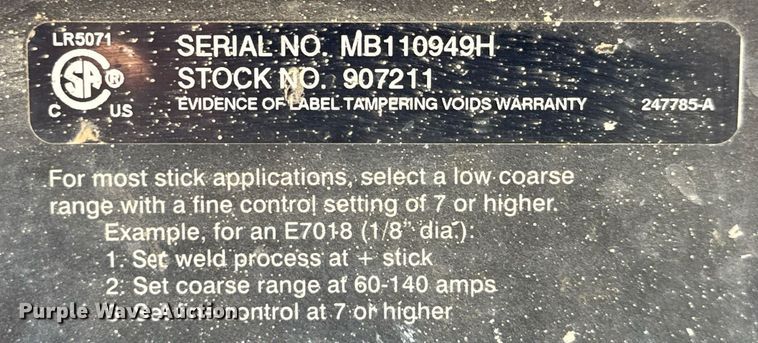 LR5071
SERIAL NO. MB110949H
SA ®
STOCK NO. 907211
C US
EVIDENCE OF LABEL TAMPERING VOIDS WARRANTY 247785-A
For most stick applications, select a low coarse
range with a fine control setting of 7 or higher.
Example, for an E7018 (1/8" dia.):
1. Set weld process at + stick
2. Set coarse range at 60-140 amps
Set control at 7 or higher
Purple Wave Auction